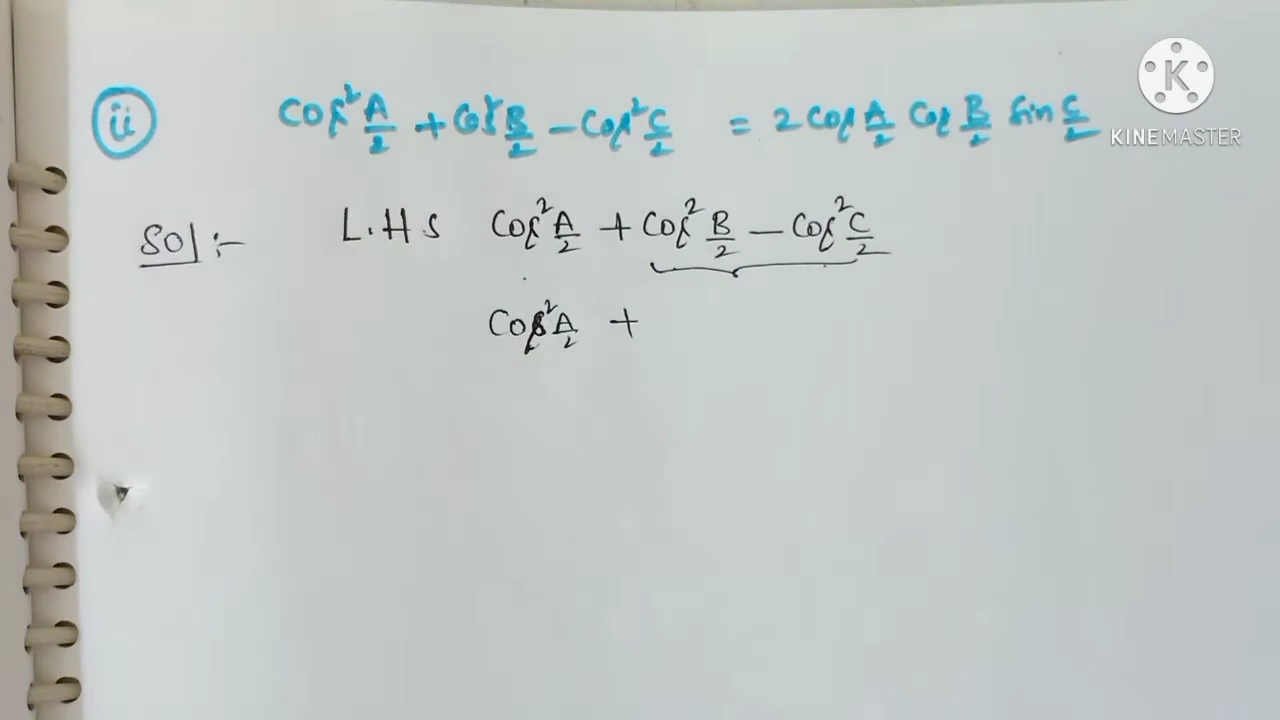 ii Cos²A/2 + Cos²B/2 - Cos²C/2 = 2 Cos A/2 Cos B/2 Sin C/2
Sol :- L.H.S Cos²A/2 + Cos²B/2 - Cos²C/2
Cos²A/2 +
K
KINEMASTER